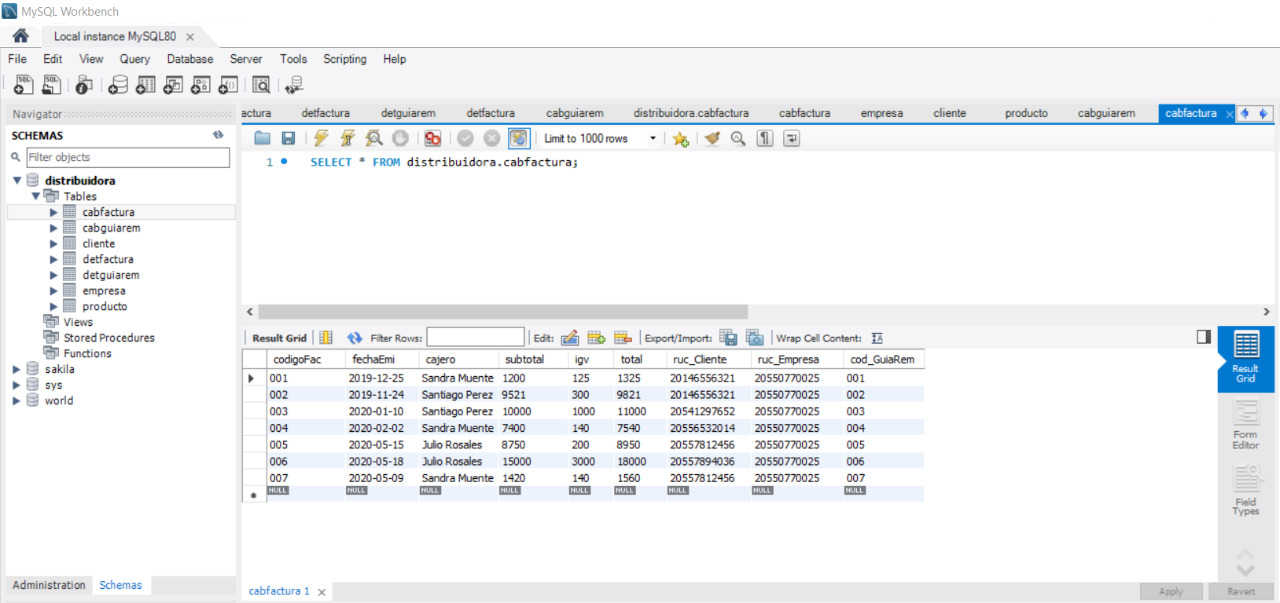 MySQL Workbench
Local instance MySQL80
File Edit View Query Database Server Tools Scripting Help
Navigator
SCHEMAS
Filter objects
distribuidora
Tables
cabfactura
cabguiarem
cliente
detfactura
detguiarem
empresa
producto
Views
Stored Procedures
Functions
sakila
sys
world
Administration Schemas
actura detfactura detguiarem detfactura cabguiarem distribuidora.cabfactura cabfactura empresa cliente producto cabguiarem cabfactura
Limit to 1000 rows
1 SELECT * FROM distribuidora.cabfactura;
Result Grid Filter Rows: Edit: Export/Import: Wrap Cell Content:
codigoFac fechaEmi cajero subtotal igv total ruc_Cliente ruc_Empresa cod_GuiaRem
001 2019-12-25 Sandra Muente 1200 125 1325 20146556321 20550770025 001
002 2019-11-24 Santiago Perez 9521 300 9821 20146556321 20550770025 002
003 2020-01-10 Santiago Perez 10000 1000 11000 20541297652 20550770025 003
004 2020-02-02 Sandra Muente 7400 140 7540 20556532014 20550770025 004
005 2020-05-15 Julio Rosales 8750 200 8950 20557812456 20550770025 005
006 2020-05-18 Julio Rosales 15000 3000 18000 20557894036 20550770025 006
007 2020-05-09 Sandra Muente 1420 140 1560 20557812456 20550770025 007
NULL NULL NULL NULL NULL NULL NULL NULL NULL
Result
Grid
Form
Editor
Field
Types
cabfactura 1
Apply Revert